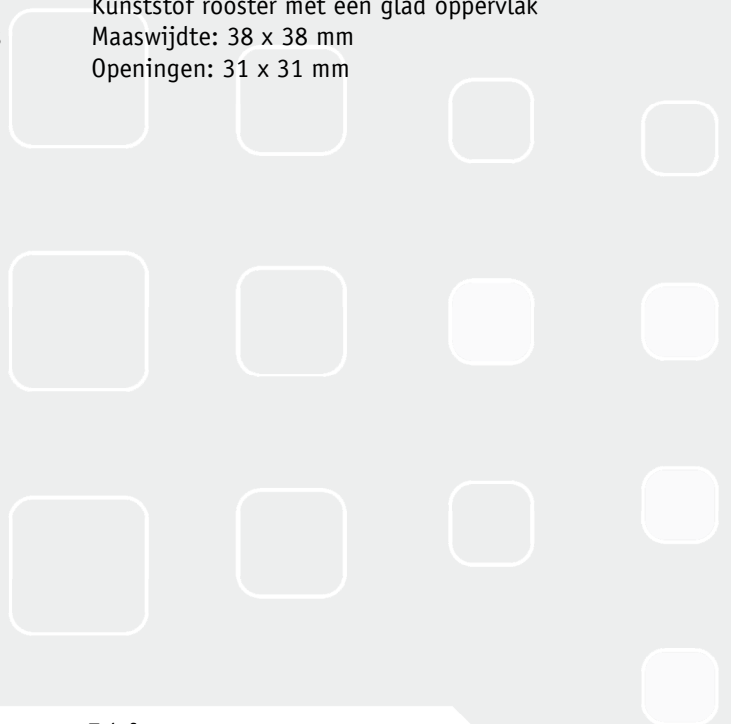 Kunststof rooster met een glad oppervlak
Maaswijdte: 38 x 38 mm
Openingen: 31 x 31 mm